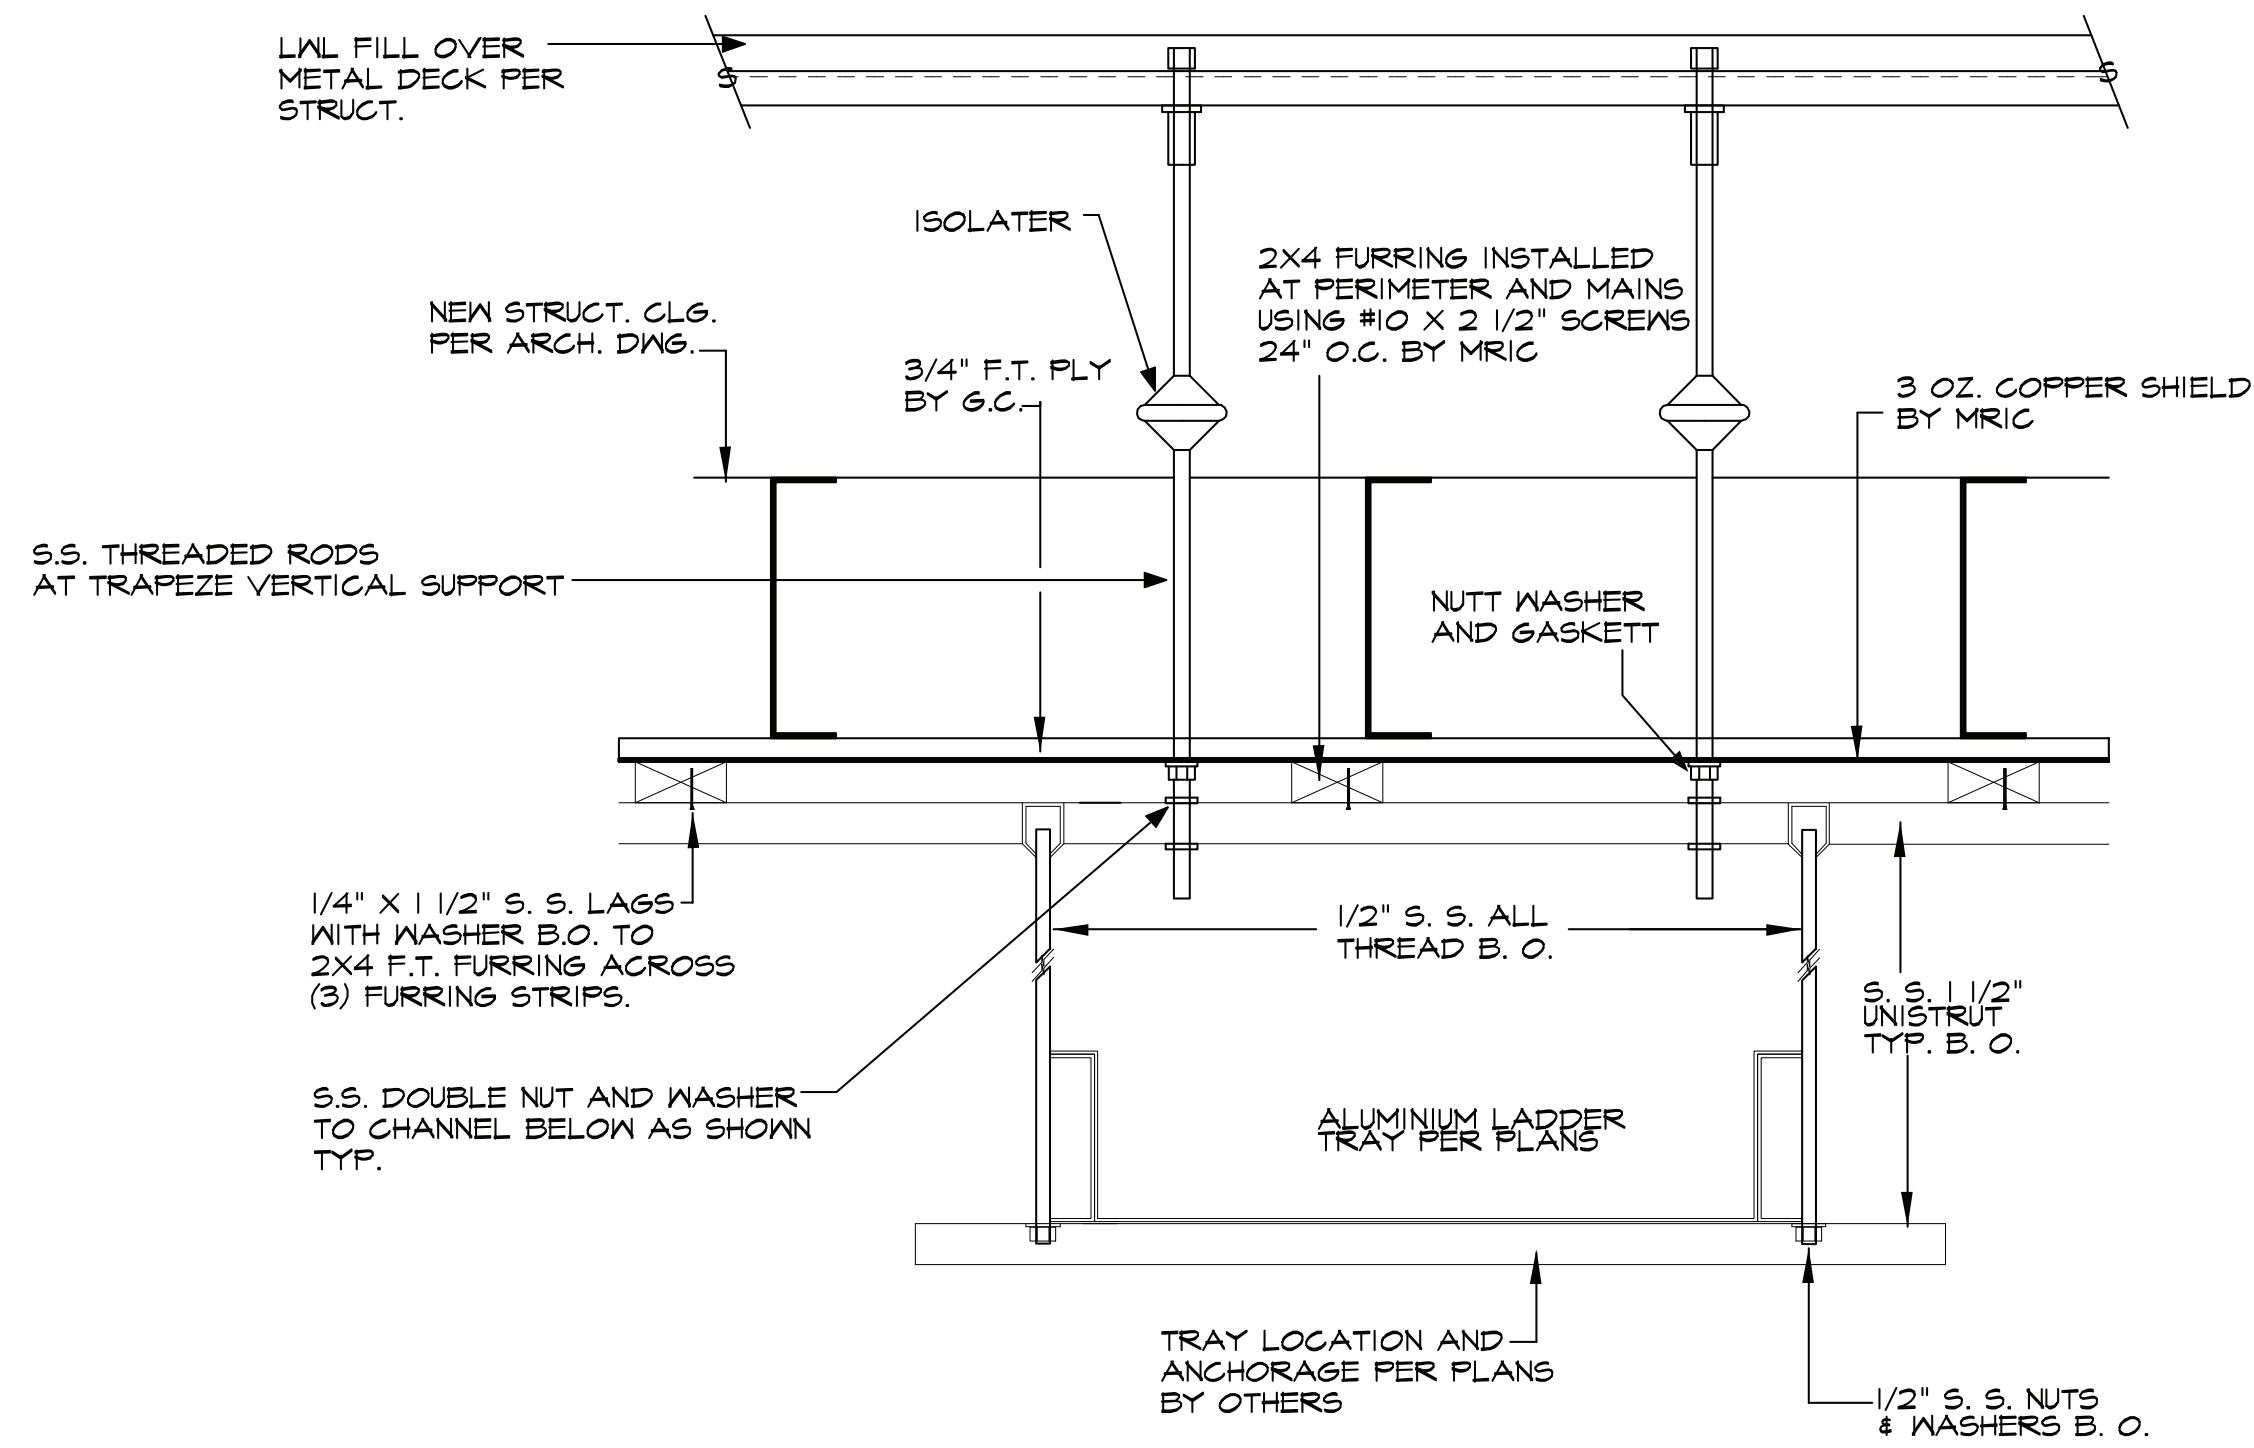 LWL FILL OVER
METAL DECK PER
STRUCT.
S
S
ISOLATER
2X4 FURRING INSTALLED
AT PERIMETER AND MAINS
USING #10 X 2 1/2" SCREWS
24" O.C. BY MRIC
NEW STRUCT. CLG.
PER ARCH. DWG.
3/4" F.T. PLY
BY G.C.
3 OZ. COPPER SHIELD
BY MRIC
S.S. THREADED RODS
AT TRAPEZE VERTICAL SUPPORT
NUTT WASHER
AND GASKETT
1/4" X 1 1/2" S. S. LAGS
WITH WASHER B.O. TO
2X4 F.T. FURRING ACROSS
(3) FURRING STRIPS.
1/2" S. S. ALL
THREAD B. O.
S. S. 1 1/2"
UNISTRUT
TYP. B. O.
S.S. DOUBLE NUT AND WASHER
TO CHANNEL BELOW AS SHOWN
TYP.
ALUMINIUM LADDER
TRAY PER PLANS
TRAY LOCATION AND
ANCHORAGE PER PLANS
BY OTHERS
1/2" S. S. NUTS
& WASHERS B. O.